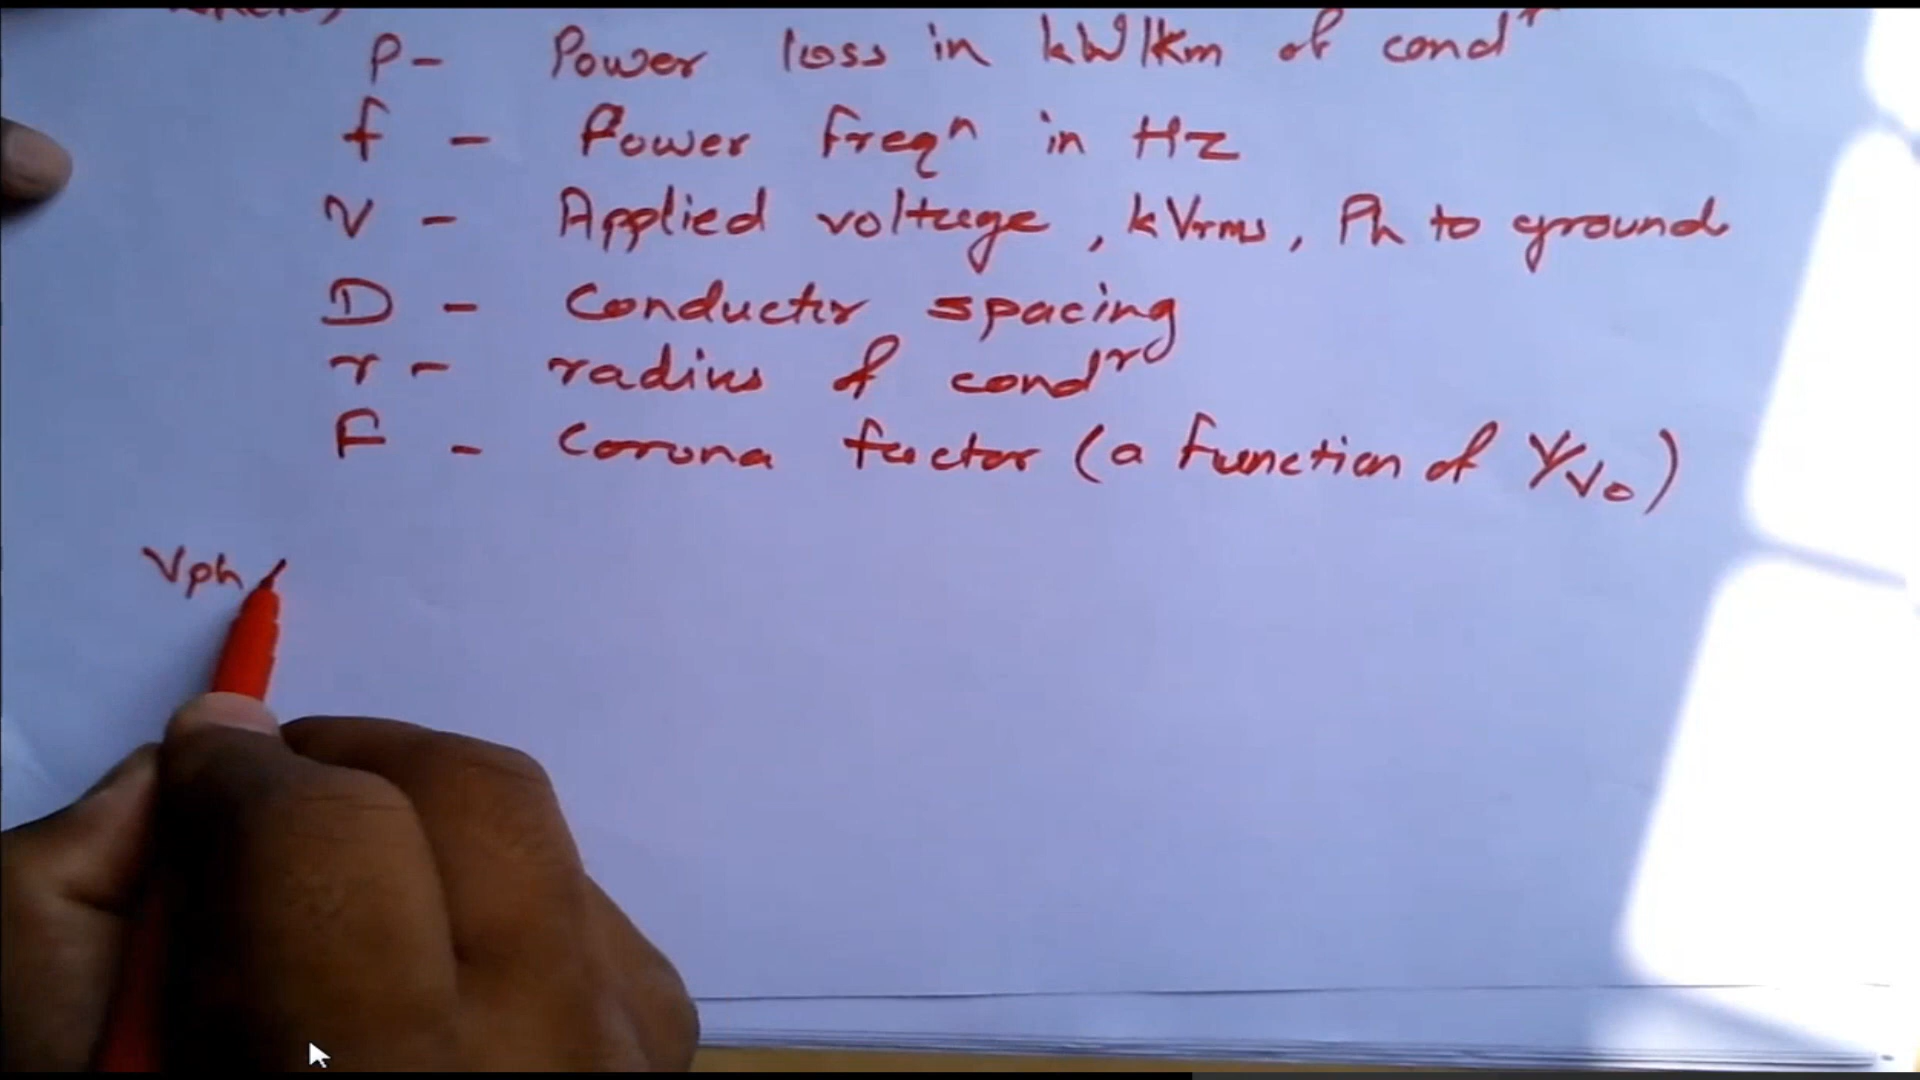 P - Power loss in kW/km of condʳ
f - Power freqⁿ in Hz
V - Applied voltage, kVrms, Ph to ground
D - Conductor spacing
r - radius of condʳ
F - Corona factor (a function of V/V₀)
Vph /